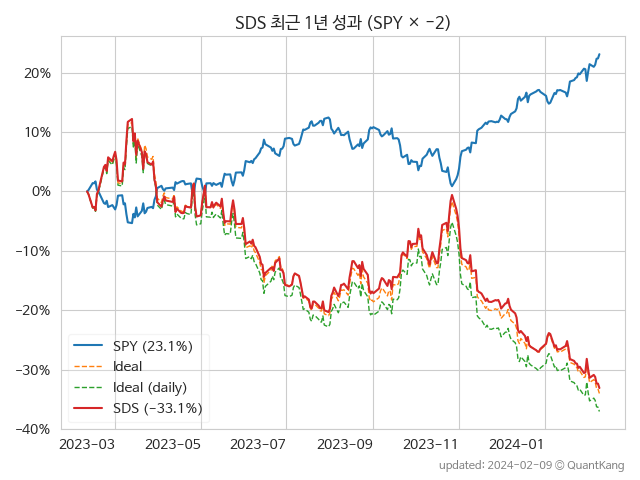 SDS 최근 1년 성과 (SPY × −2)
20%
10%
0%
−10%
−20%
−30%
−40%
SPY (23.1%)
Ideal
Ideal (daily)
SDS (−33.1%)
2023−03
2023−05
2023−07
2023−09
2023−11
2024−01
updated: 2024−02−09 © QuantKang